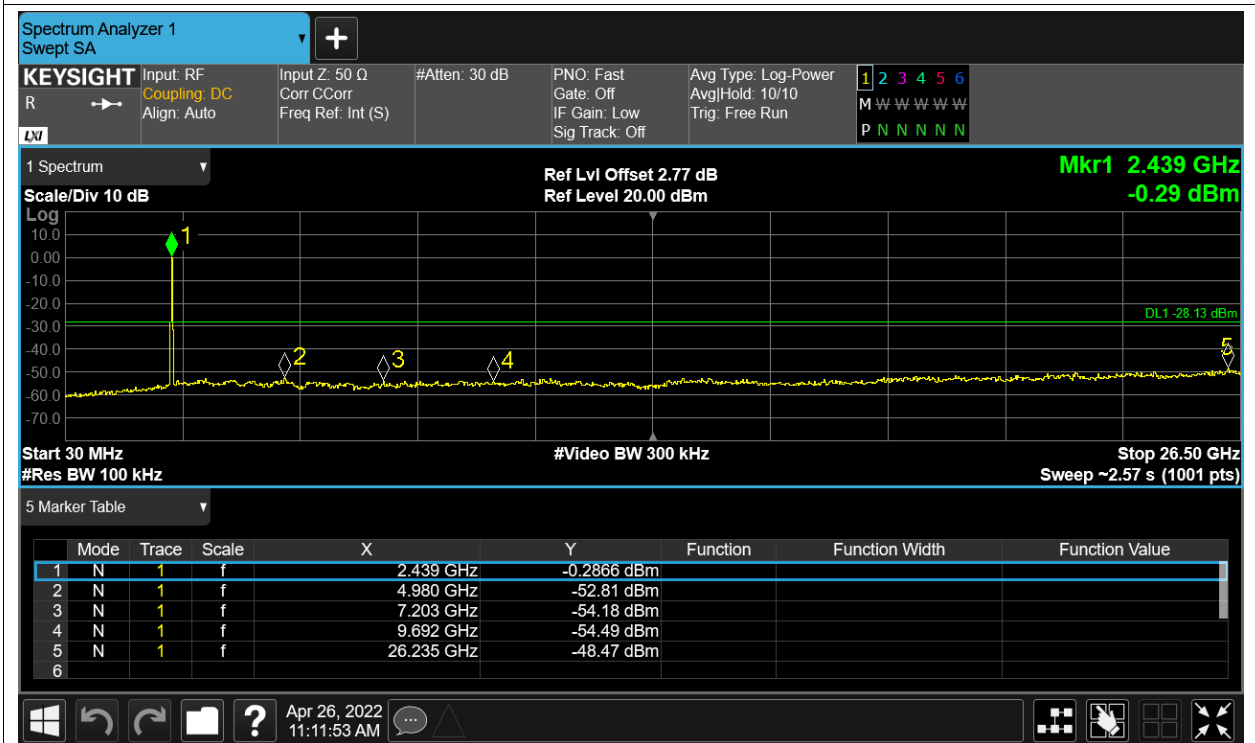 Spectrum Analyzer 1
Swept SA
+
KEYSIGHT
R
LXI
Input: RF
Coupling: DC
Align: Auto
Input Z: 50 Ω
Corr CCorr
Freq Ref: Int (S)
#Atten: 30 dB
PNO: Fast
Gate: Off
IF Gain: Low
Sig Track: Off
Avg Type: Log-Power
Avg|Hold: 10/10
Trig: Free Run
1 2 3 4 5 6
M W W W W W
P N N N N N
1 Spectrum
Scale/Div 10 dB
Ref Lvl Offset 2.77 dB
Ref Level 20.00 dBm
Mkr1 2.439 GHz
-0.29 dBm
Log
10.0
0.00
-10.0
-20.0
-30.0
-40.0
-50.0
-60.0
-70.0
1
2
3
4
5
DL1 -28.13 dBm
Start 30 MHz
#Video BW 300 kHz
Stop 26.50 GHz
#Res BW 100 kHz
Sweep ~2.57 s (1001 pts)
5 Marker Table
Mode Trace Scale X Y Function Function Width Function Value
1 N 1 f 2.439 GHz -0.2866 dBm
2 N 1 f 4.980 GHz -52.81 dBm
3 N 1 f 7.203 GHz -54.18 dBm
4 N 1 f 9.692 GHz -54.49 dBm
5 N 1 f 26.235 GHz -48.47 dBm
6
?
Apr 26, 2022
11:11:53 AM